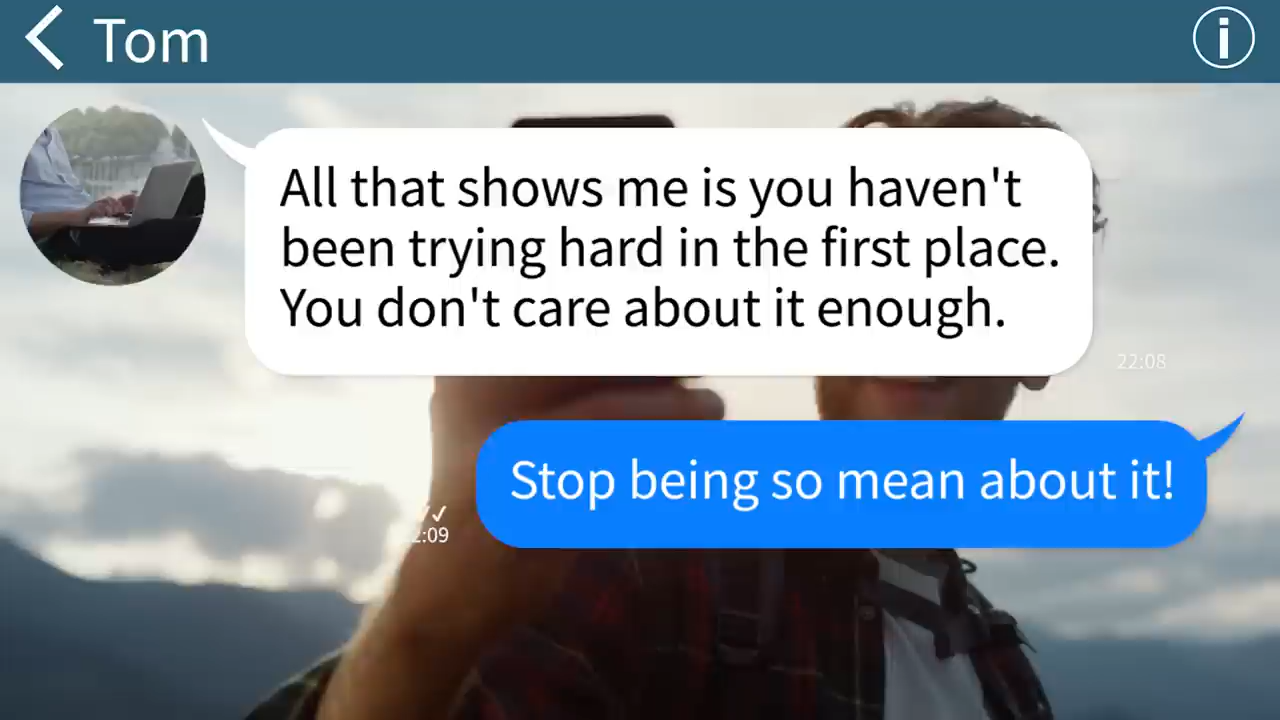 Tom
All that shows me is you haven't
been trying hard in the first place.
You don't care about it enough.
22:08
Stop being so mean about it!